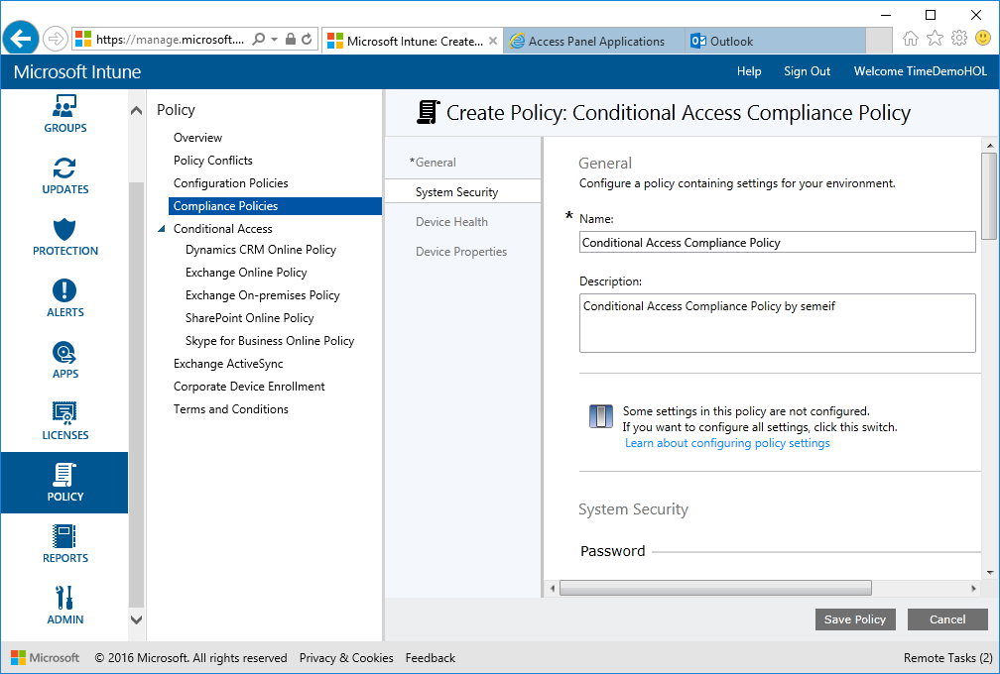 https://manage.microsoft....
Microsoft Intune: Create...
Access Panel Applications
Outlook
Microsoft Intune
Help
Sign Out
Welcome TimeDemoHOL
GROUPS
UPDATES
PROTECTION
ALERTS
APPS
LICENSES
POLICY
REPORTS
ADMIN
Policy
Overview
Policy Conflicts
Configuration Policies
Compliance Policies
Conditional Access
Dynamics CRM Online Policy
Exchange Online Policy
Exchange On-premises Policy
SharePoint Online Policy
Skype for Business Online Policy
Exchange ActiveSync
Corporate Device Enrollment
Terms and Conditions
Create Policy: Conditional Access Compliance Policy
*General
System Security
Device Health
Device Properties
General
Configure a policy containing settings for your environment.
* Name:
Conditional Access Compliance Policy
Description:
Conditional Access Compliance Policy by semeif
Some settings in this policy are not configured.
If you want to configure all settings, click this switch.
Learn about configuring policy settings
System Security
Password
Save Policy
Cancel
Microsoft
© 2016 Microsoft. All rights reserved
Privacy & Cookies
Feedback
Remote Tasks (2)